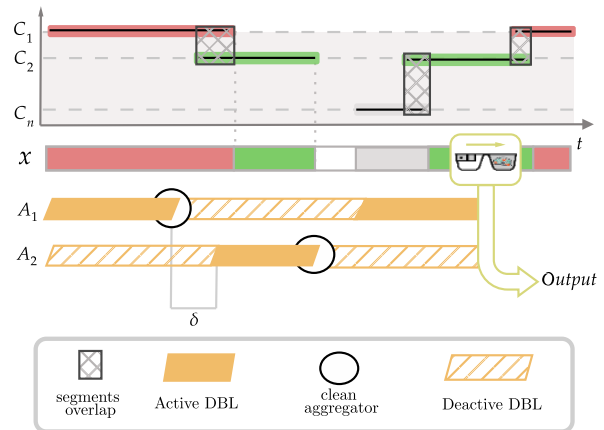 C1
C2
Cn
t
x
A1
A2
Output
δ
segments
overlap
Active DBL
clean
aggregator
Deactive DBL